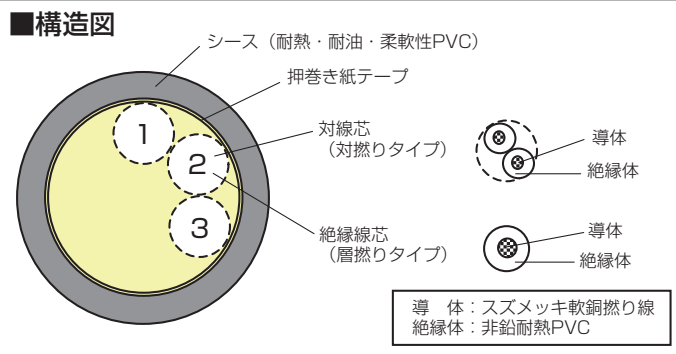 ■構造図
シース（耐熱・耐油・柔軟性PVC）
押巻き紙テープ
対線芯
（対撚りタイプ）
絶縁線芯
（層撚りタイプ）
1
2
3
導体
絶縁体
導体
絶縁体
導　体：スズメッキ軟銅撚り線
絶縁体：非鉛耐熱PVC